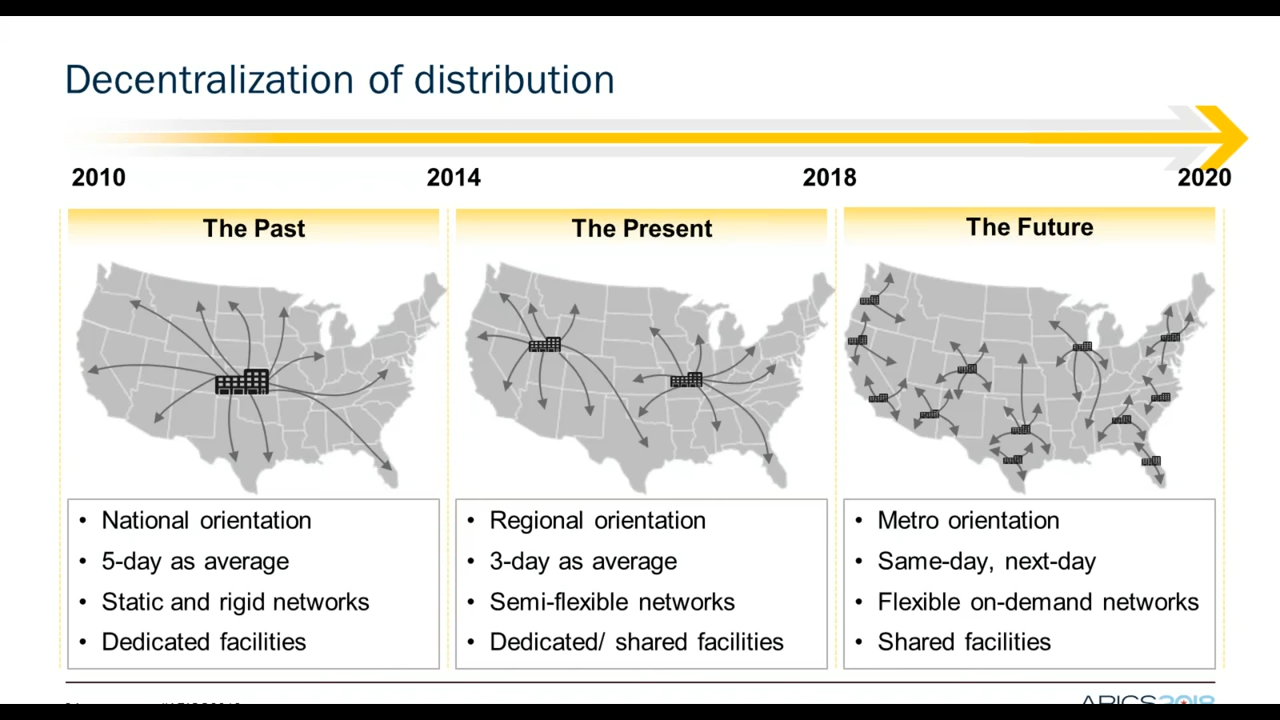 Decentralization of distribution
2010 2014 2018 2020
The Past
National orientation
5-day as average
Static and rigid networks
Dedicated facilities
The Present
Regional orientation
3-day as average
Semi-flexible networks
Dedicated/ shared facilities
The Future
Metro orientation
Same-day, next-day
Flexible on-demand networks
Shared facilities
APICS2018